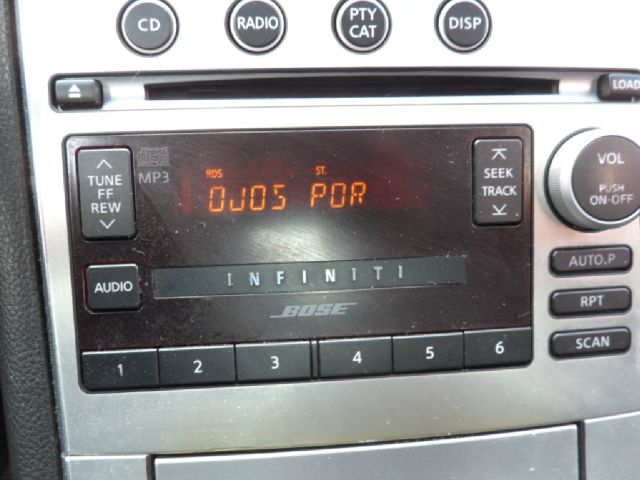 CD
RADIO
PTY CAT
DISP
LOAD
TUNE
FF
REW
MP3
RDS
ST.
OJOS POR
SEEK
TRACK
VOL
PUSH
ON-OFF
AUDIO
INFINITI
AUTO.P
BOSE
RPT
1 2 3 4 5 6
SCAN